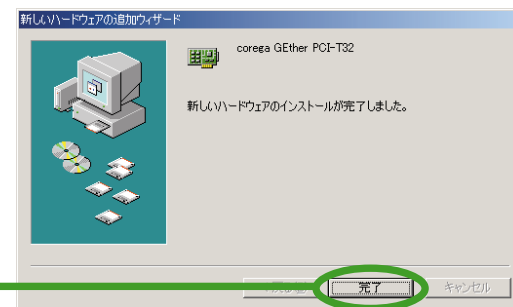 新しいハードウェアの追加ウィザード
corega GEther PCI-T32
新しいハードウェアのインストールが完了しました。
完了
キャンセル